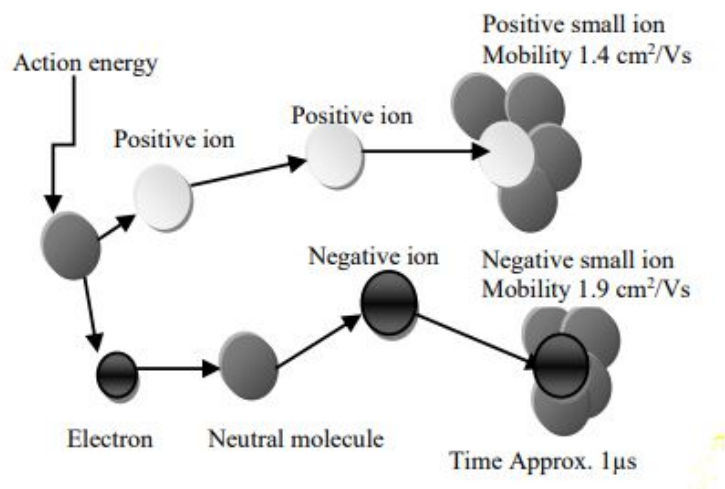 Positive small ion
Mobility 1.4 cm²/Vs
Action energy
Positive ion
Positive ion
Negative ion
Negative small ion
Mobility 1.9 cm²/Vs
Electron
Neutral molecule
Time Approx. 1µs